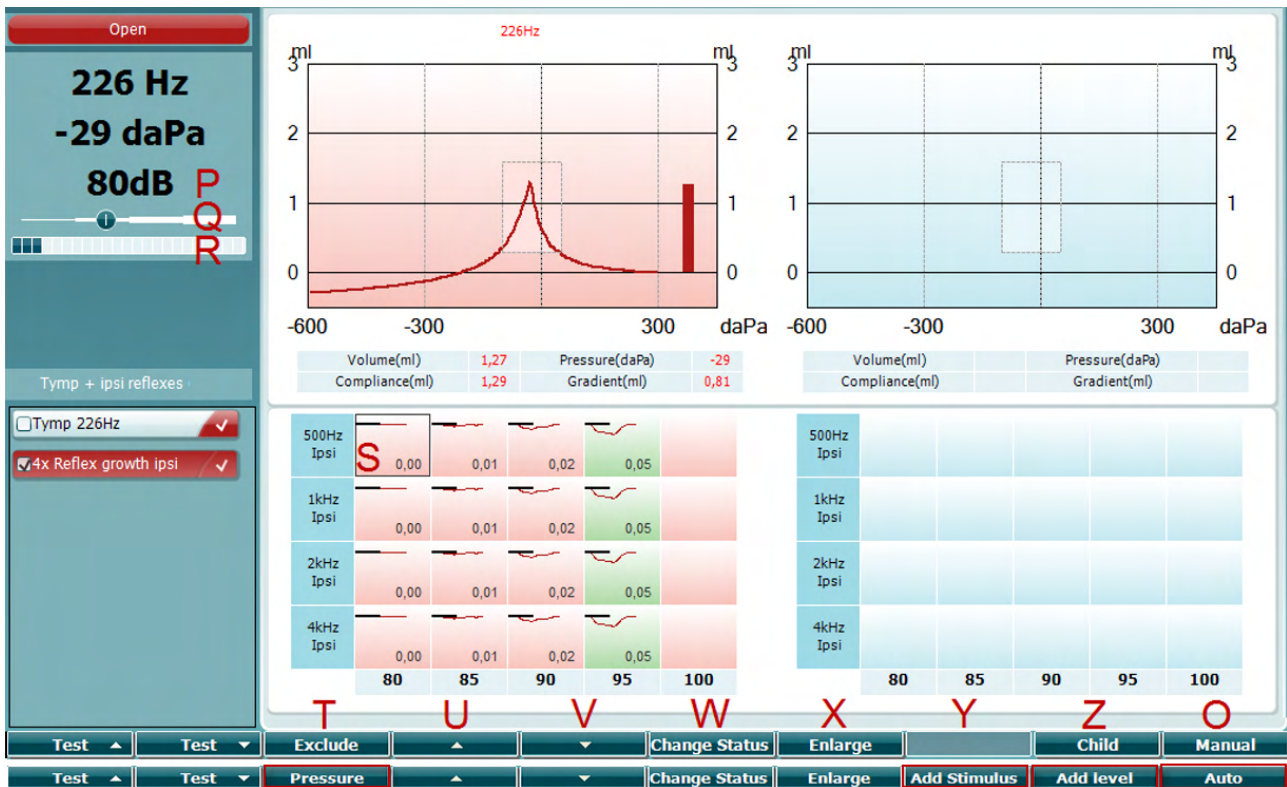 Open
226 Hz
-29 daPa
80dB P
Q
R
Tymp + ipsi reflexes
Tymp 226Hz
4x Reflex growth ipsi
226Hz
ml ml
3 3
2 2
1 1
0 0
-600 -300 300 daPa
Volume(ml) 1,27 Pressure(daPa) -29
Compliance(ml) 1,29 Gradient(ml) 0,81
ml ml
3 3
2 2
1 1
0 0
-600 -300 300 daPa
Volume(ml) Pressure(daPa)
Compliance(ml) Gradient(ml)
500Hz
Ipsi S 0,00 0,01 0,02 0,05
1kHz
Ipsi 0,00 0,01 0,02 0,05
2kHz
Ipsi 0,00 0,01 0,02 0,05
4kHz
Ipsi 0,00 0,01 0,02 0,05
80 85 90 95 100
500Hz
Ipsi
1kHz
Ipsi
2kHz
Ipsi
4kHz
Ipsi
80 85 90 95 100
T U V W X Y Z O
Test ▲ Test ▼ Exclude ▲ ▼ Change Status Enlarge Child Manual
Test ▲ Test ▼ Pressure ▲ ▼ Change Status Enlarge Add Stimulus Add level Auto